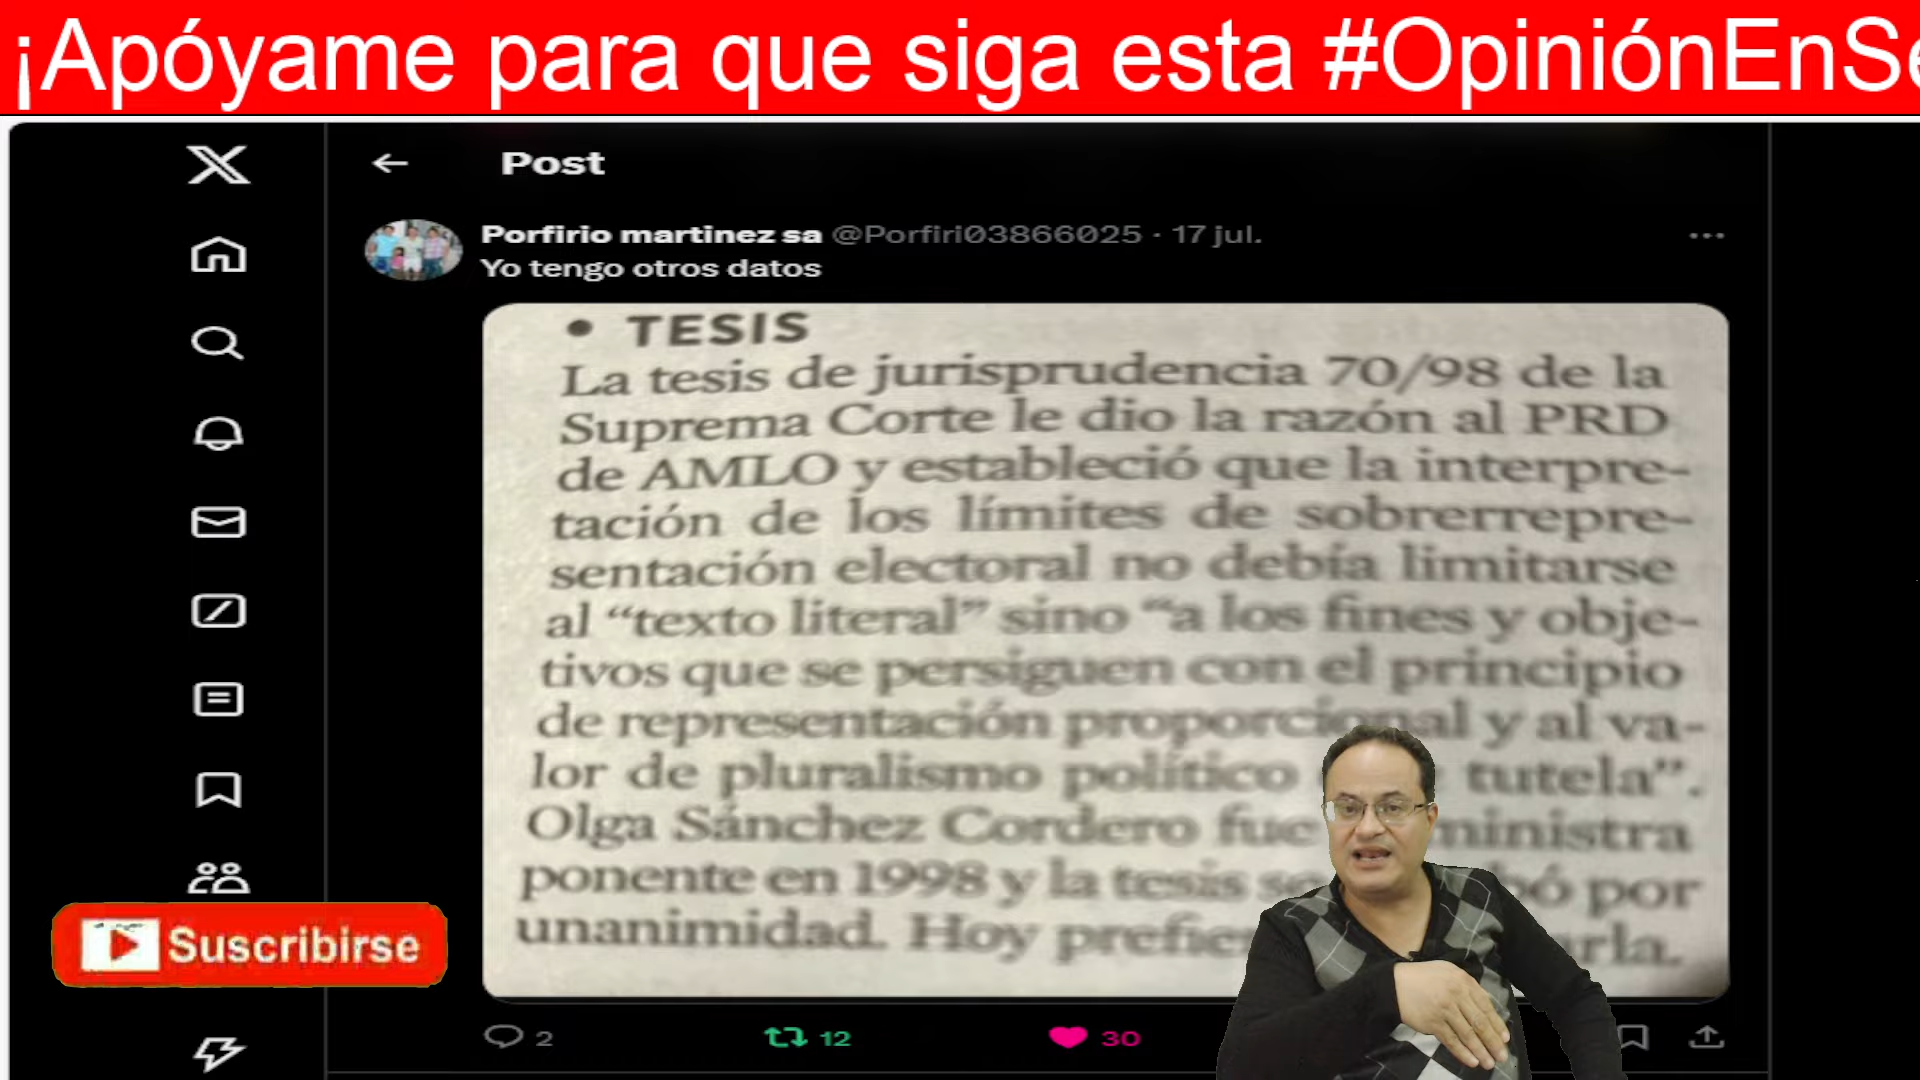 ¡Apóyame para que siga esta #OpiniónEnSe
Post
Porfirio martinez sa @Porfiri03866025 · 17 jul.
Yo tengo otros datos
• TESIS
La tesis de jurisprudencia 70/98 de la
Suprema Corte le dio la razón al PRD
de AMLO y estableció que la interpre-
tación de los límites de sobrerrepre-
sentación electoral no debía limitarse
al “texto literal” sino “a los fines y obje-
tivos que se persiguen con el principio
de representación proporcional y al va-
lor de pluralismo político tutela”.
Olga Sánchez Cordero fue ministra
ponente en 1998 y la tesis por
unanimidad. Hoy
Suscribirse
2 12 30